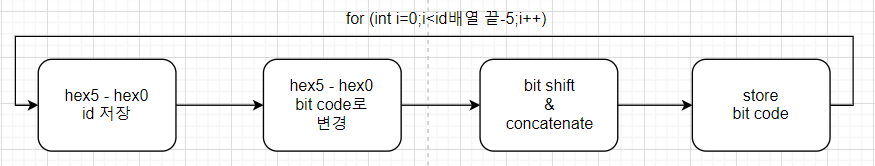 for (int i=0;i<id배열 끝-5;i++)
hex5 - hex0
id 저장
hex5 - hex0
bit code로
변경
bit shift
&
concatenate
store
bit code